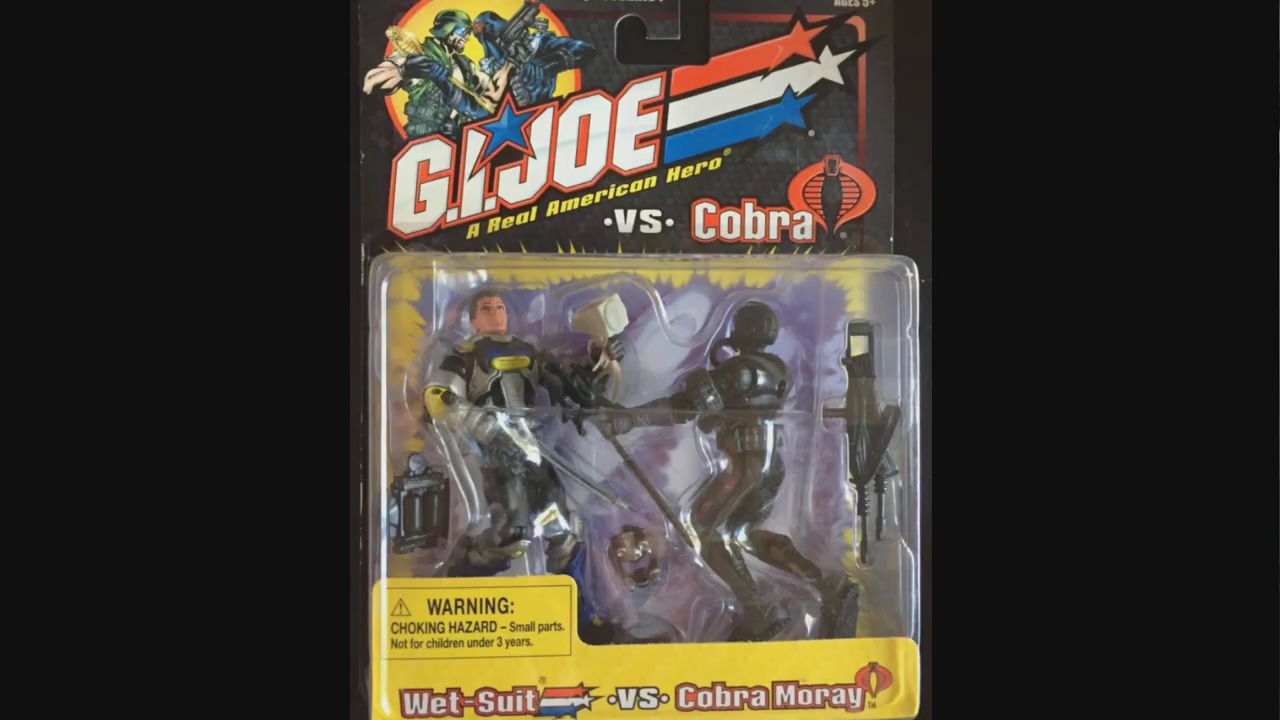 AGES 5+
G.I.JOE
A Real American Hero®
•VS• Cobra®
⚠ WARNING:
CHOKING HAZARD – Small parts.
Not for children under 3 years.
Wet-Suit® •VS• Cobra Moray™